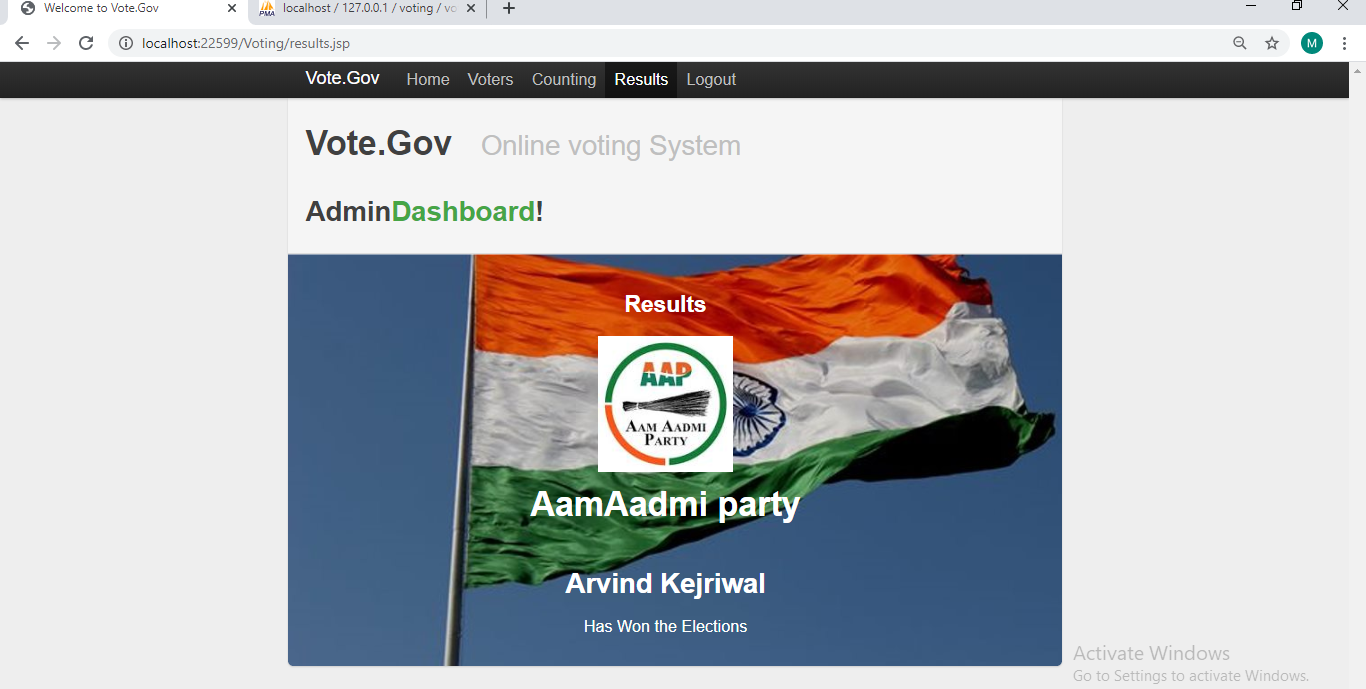 Welcome to Vote.Gov
PMA localhost / 127.0.0.1 / voting / vo
localhost:22599/Voting/results.jsp
M
Vote.Gov Home Voters Counting Results Logout
Vote.Gov Online voting System
AdminDashboard!
Results
AAP
AAM AADMI
PARTY
AamAadmi party
Arvind Kejriwal
Has Won the Elections
Activate Windows
Go to Settings to activate Windows.